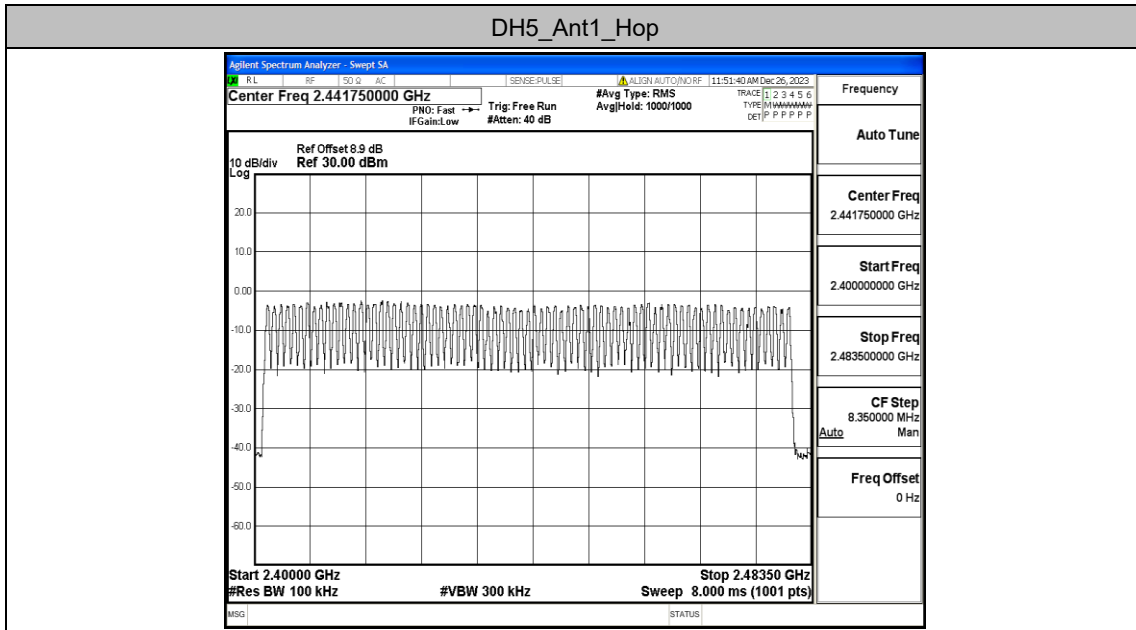 DH5_Ant1_Hop
Agilent Spectrum Analyzer - Swept SA
RL RF 50 Ω AC SENSE:PULSE ALIGN AUTO/NO RF 11:51:40 AM Dec 26, 2023
Center Freq 2.441750000 GHz
PNO: Fast
IFGain:Low
Trig: Free Run
#Atten: 40 dB
#Avg Type: RMS
Avg|Hold: 1000/1000
TRACE 1 2 3 4 5 6
TYPE M
DET P P P P P P
Ref Offset 8.9 dB
10 dB/div Ref 30.00 dBm
Log
20.0
10.0
0.00
-10.0
-20.0
-30.0
-40.0
-50.0
-60.0
Start 2.40000 GHz Stop 2.48350 GHz
#Res BW 100 kHz #VBW 300 kHz Sweep 8.000 ms (1001 pts)
MSG STATUS
Frequency
Auto Tune
Center Freq
2.441750000 GHz
Start Freq
2.400000000 GHz
Stop Freq
2.483500000 GHz
CF Step
8.350000 MHz
Auto Man
Freq Offset
0 Hz